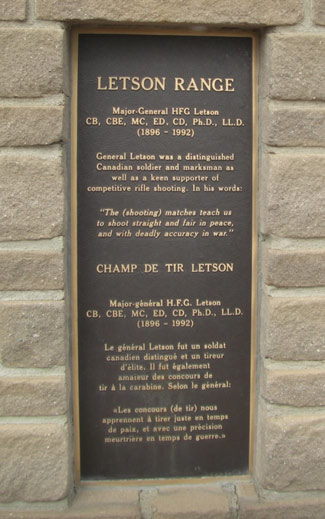 LETSON RANGE
Major-General HFG Letson
CB, CBE, MC, ED, CD, Ph.D., LL.D.
(1896 - 1992)
General Letson was a distinguished
Canadian soldier and marksman as
well as a keen supporter of
competitive rifle shooting. In his words:
"The (shooting) matches teach us
to shoot straight and fair in peace,
and with deadly accuracy in war."
CHAMP DE TIR LETSON
Major-général H.F.G. Letson
CB, CBE, MC, ED, CD, Ph.D., LL.D.
(1896 - 1992)
Le général Letson fut un soldat
canadien distingué et un tireur
d'élite. Il fut également
amateur des concours de
tir à la carabine. Selon le général:
«Les concours (de tir) nous
apprennent à tirer juste en temps
de paix, et avec une précision
meurtrière en temps de guerre.»